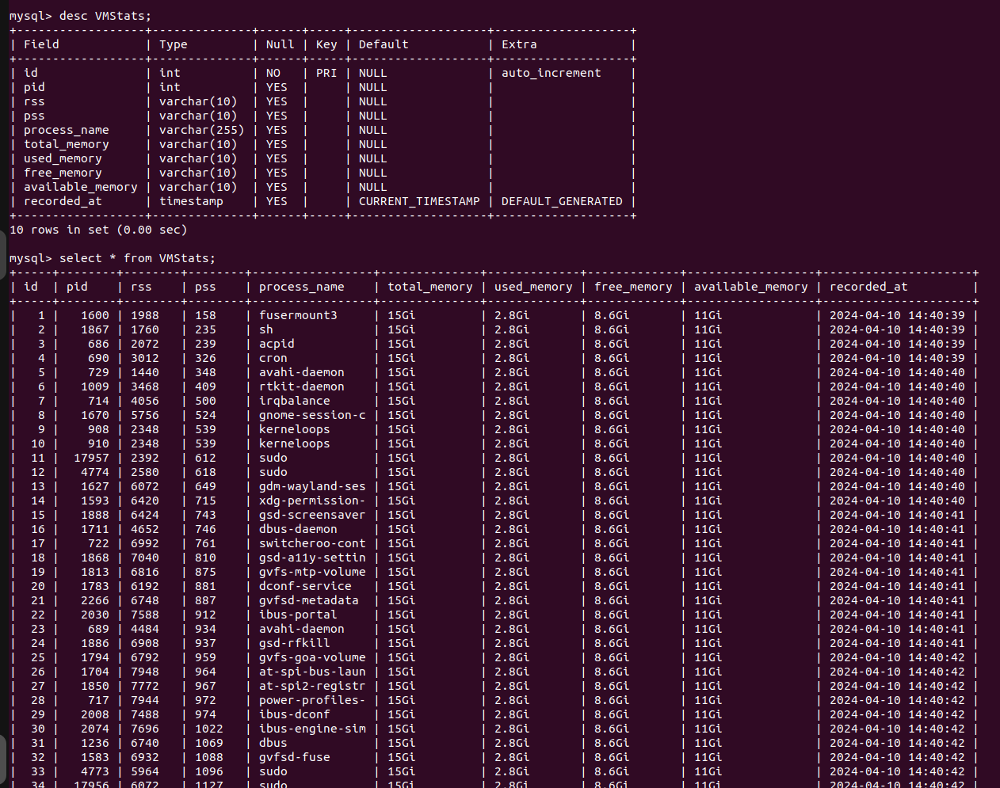 mysql> desc VMStats;
+------------------+--------------+------+-----+-------------------+-------------------+
| Field            | Type         | Null | Key | Default           | Extra             |
+------------------+--------------+------+-----+-------------------+-------------------+
| id               | int          | NO   | PRI | NULL              | auto_increment    |
| pid              | int          | YES  |     | NULL              |                   |
| rss              | varchar(10)  | YES  |     | NULL              |                   |
| pss              | varchar(10)  | YES  |     | NULL              |                   |
| process_name     | varchar(255) | YES  |     | NULL              |                   |
| total_memory     | varchar(10)  | YES  |     | NULL              |                   |
| used_memory      | varchar(10)  | YES  |     | NULL              |                   |
| free_memory      | varchar(10)  | YES  |     | NULL              |                   |
| available_memory | varchar(10)  | YES  |     | NULL              |                   |
| recorded_at      | timestamp    | YES  |     | CURRENT_TIMESTAMP | DEFAULT_GENERATED |
+------------------+--------------+------+-----+-------------------+-------------------+
10 rows in set (0.00 sec)
mysql> select * from VMStats;
+-----+--------+--------+--------+-----------------+--------------+-------------+-------------+------------------+---------------------+
| id  | pid    | rss    | pss    | process_name    | total_memory | used_memory | free_memory | available_memory | recorded_at         |
+-----+--------+--------+--------+-----------------+--------------+-------------+-------------+------------------+---------------------+
|   1 |   1600 | 1988   | 158    | fusermount3     | 15Gi         | 2.8Gi       | 8.6Gi       | 11Gi             | 2024-04-10 14:40:39 |
|   2 |   1867 | 1760   | 235    | sh              | 15Gi         | 2.8Gi       | 8.6Gi       | 11Gi             | 2024-04-10 14:40:39 |
|   3 |    686 | 2072   | 239    | acpid           | 15Gi         | 2.8Gi       | 8.6Gi       | 11Gi             | 2024-04-10 14:40:39 |
|   4 |    690 | 3012   | 326    | cron            | 15Gi         | 2.8Gi       | 8.6Gi       | 11Gi             | 2024-04-10 14:40:39 |
|   5 |    729 | 1440   | 348    | avahi-daemon    | 15Gi         | 2.8Gi       | 8.6Gi       | 11Gi             | 2024-04-10 14:40:40 |
|   6 |   1009 | 3468   | 409    | rtkit-daemon    | 15Gi         | 2.8Gi       | 8.6Gi       | 11Gi             | 2024-04-10 14:40:40 |
|   7 |    714 | 4056   | 500    | irqbalance      | 15Gi         | 2.8Gi       | 8.6Gi       | 11Gi             | 2024-04-10 14:40:40 |
|   8 |   1670 | 5756   | 524    | gnome-session-c | 15Gi         | 2.8Gi       | 8.6Gi       | 11Gi             | 2024-04-10 14:40:40 |
|   9 |    908 | 2348   | 539    | kerneloops      | 15Gi         | 2.8Gi       | 8.6Gi       | 11Gi             | 2024-04-10 14:40:40 |
|  10 |    910 | 2348   | 539    | kerneloops      | 15Gi         | 2.8Gi       | 8.6Gi       | 11Gi             | 2024-04-10 14:40:40 |
|  11 |  17957 | 2392   | 612    | sudo            | 15Gi         | 2.8Gi       | 8.6Gi       | 11Gi             | 2024-04-10 14:40:40 |
|  12 |   4774 | 2580   | 618    | sudo            | 15Gi         | 2.8Gi       | 8.6Gi       | 11Gi             | 2024-04-10 14:40:40 |
|  13 |   1627 | 6072   | 649    | gdm-wayland-ses | 15Gi         | 2.8Gi       | 8.6Gi       | 11Gi             | 2024-04-10 14:40:40 |
|  14 |   1593 | 6420   | 715    | xdg-permission- | 15Gi         | 2.8Gi       | 8.6Gi       | 11Gi             | 2024-04-10 14:40:40 |
|  15 |   1888 | 6424   | 743    | gsd-screensaver | 15Gi         | 2.8Gi       | 8.6Gi       | 11Gi             | 2024-04-10 14:40:41 |
|  16 |   1711 | 4652   | 746    | dbus-daemon     | 15Gi         | 2.8Gi       | 8.6Gi       | 11Gi             | 2024-04-10 14:40:41 |
|  17 |    722 | 6992   | 761    | switcheroo-cont | 15Gi         | 2.8Gi       | 8.6Gi       | 11Gi             | 2024-04-10 14:40:41 |
|  18 |   1868 | 7040   | 810    | gsd-a11y-settin | 15Gi         | 2.8Gi       | 8.6Gi       | 11Gi             | 2024-04-10 14:40:41 |
|  19 |   1813 | 6816   | 875    | gvfs-mtp-volume | 15Gi         | 2.8Gi       | 8.6Gi       | 11Gi             | 2024-04-10 14:40:41 |
|  20 |   1783 | 6192   | 881    | dconf-service   | 15Gi         | 2.8Gi       | 8.6Gi       | 11Gi             | 2024-04-10 14:40:41 |
|  21 |   2266 | 6748   | 887    | gvfsd-metadata  | 15Gi         | 2.8Gi       | 8.6Gi       | 11Gi             | 2024-04-10 14:40:41 |
|  22 |   2030 | 7588   | 912    | ibus-portal     | 15Gi         | 2.8Gi       | 8.6Gi       | 11Gi             | 2024-04-10 14:40:41 |
|  23 |    689 | 4484   | 934    | avahi-daemon    | 15Gi         | 2.8Gi       | 8.6Gi       | 11Gi             | 2024-04-10 14:40:41 |
|  24 |   1886 | 6908   | 937    | gsd-rfkill      | 15Gi         | 2.8Gi       | 8.6Gi       | 11Gi             | 2024-04-10 14:40:41 |
|  25 |   1794 | 6792   | 959    | gvfs-goa-volume | 15Gi         | 2.8Gi       | 8.6Gi       | 11Gi             | 2024-04-10 14:40:42 |
|  26 |   1704 | 7948   | 964    | at-spi-bus-laun | 15Gi         | 2.8Gi       | 8.6Gi       | 11Gi             | 2024-04-10 14:40:42 |
|  27 |   1850 | 7772   | 967    | at-spi2-registr | 15Gi         | 2.8Gi       | 8.6Gi       | 11Gi             | 2024-04-10 14:40:42 |
|  28 |    717 | 7944   | 972    | power-profiles- | 15Gi         | 2.8Gi       | 8.6Gi       | 11Gi             | 2024-04-10 14:40:42 |
|  29 |   2008 | 7488   | 974    | ibus-dconf      | 15Gi         | 2.8Gi       | 8.6Gi       | 11Gi             | 2024-04-10 14:40:42 |
|  30 |   2074 | 7696   | 1022   | ibus-engine-sim | 15Gi         | 2.8Gi       | 8.6Gi       | 11Gi             | 2024-04-10 14:40:42 |
|  31 |   1236 | 6740   | 1069   | dbus            | 15Gi         | 2.8Gi       | 8.6Gi       | 11Gi             | 2024-04-10 14:40:42 |
|  32 |   1583 | 6932   | 1088   | gvfsd-fuse      | 15Gi         | 2.8Gi       | 8.6Gi       | 11Gi             | 2024-04-10 14:40:42 |
|  33 |   4773 | 5964   | 1096   | sudo            | 15Gi         | 2.8Gi       | 8.6Gi       | 11Gi             | 2024-04-10 14:40:42 |
|  34 |  17956 | 6072   | 1127   | sudo            | 15Gi         | 2.8Gi       | 8.6Gi       | 11Gi             | 2024-04-10 14:40:42 |